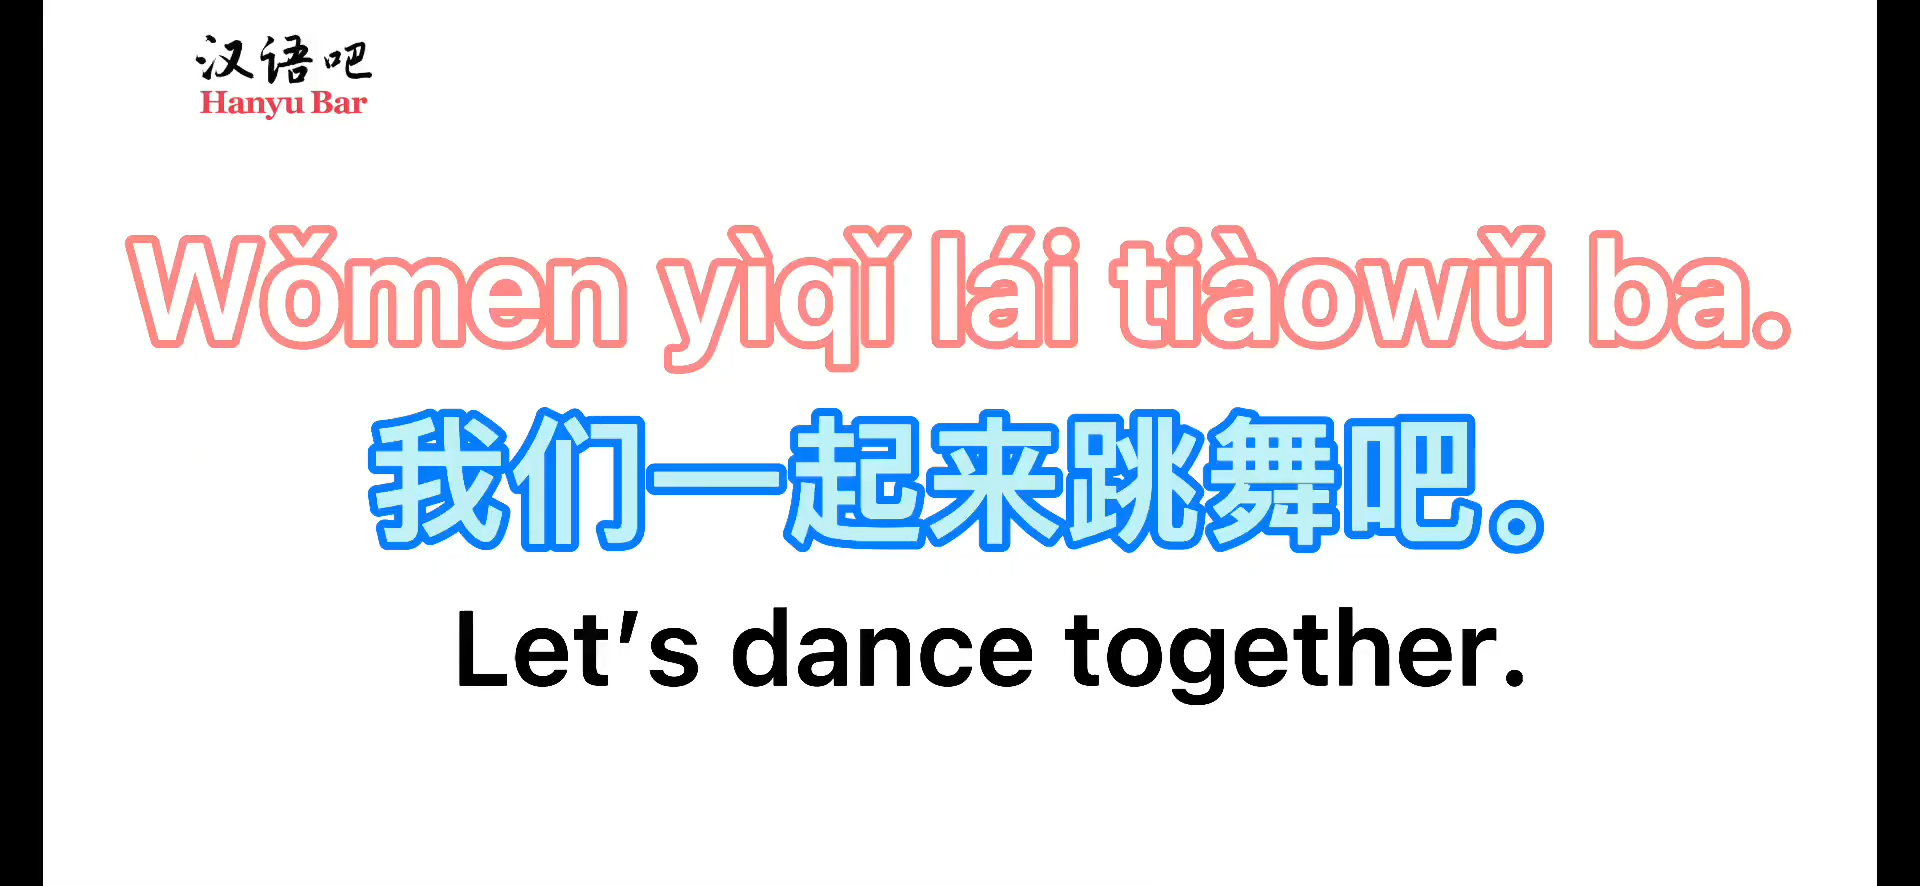 汉语吧
Hanyu Bar
Wǒmen yìqǐ lái tiàowǔ ba.
我们一起来跳舞吧。
Let's dance together.